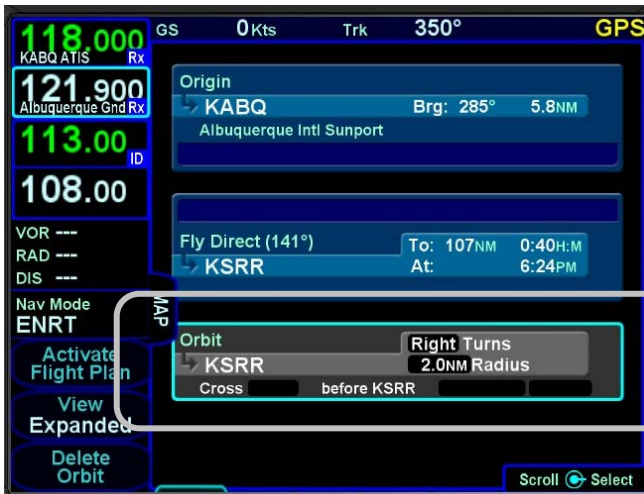 GS 0Kts Trk 350° GPS
118.000
KABQ ATIS Rx
121.900
Albuquerque Gnd Rx
113.00
ID
108.00
VOR ---
RAD ---
DIS ---
Nav Mode
ENRT
Activate
Flight Plan
View
Expanded
Delete
Orbit
MAP
Origin
KABQ Brg: 285° 5.8NM
Albuquerque Intl Sunport
Fly Direct (141°) To: 107NM 0:40H:M
KSRR At: 6:24PM
Orbit Right Turns
KSRR 2.0NM Radius
Cross before KSRR
Scroll Select